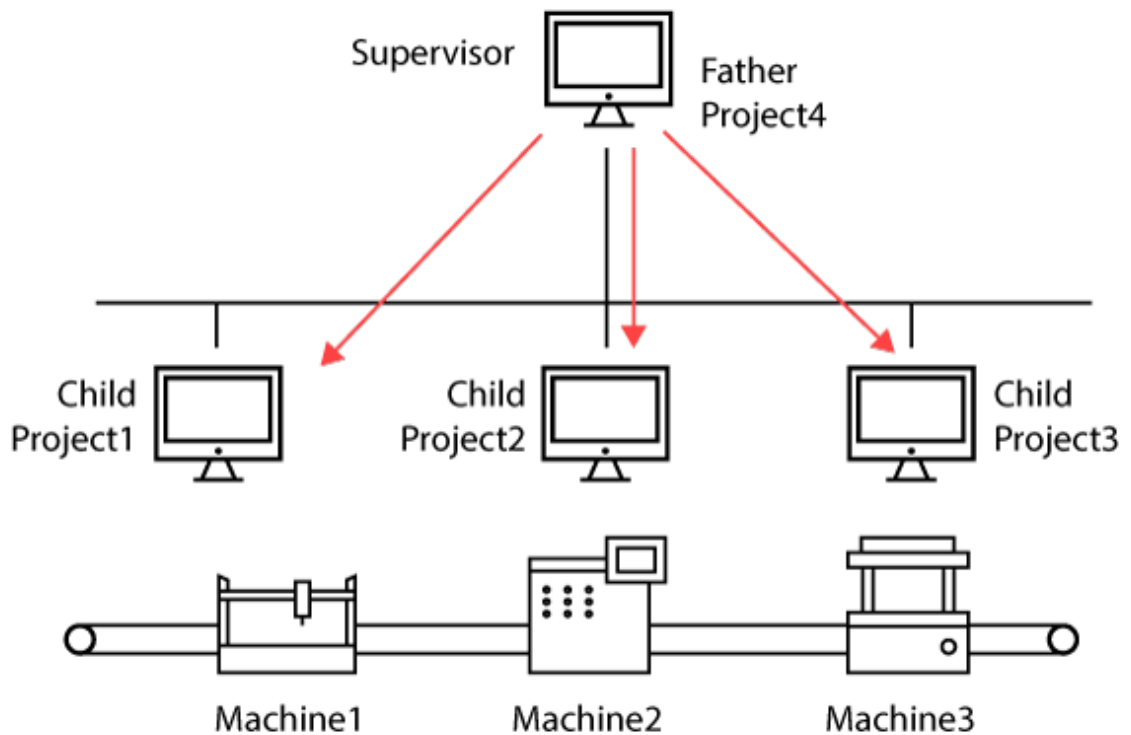 Supervisor
Father
Project4
Child
Project1
Child
Project2
Child
Project3
Machine1
Machine2
Machine3